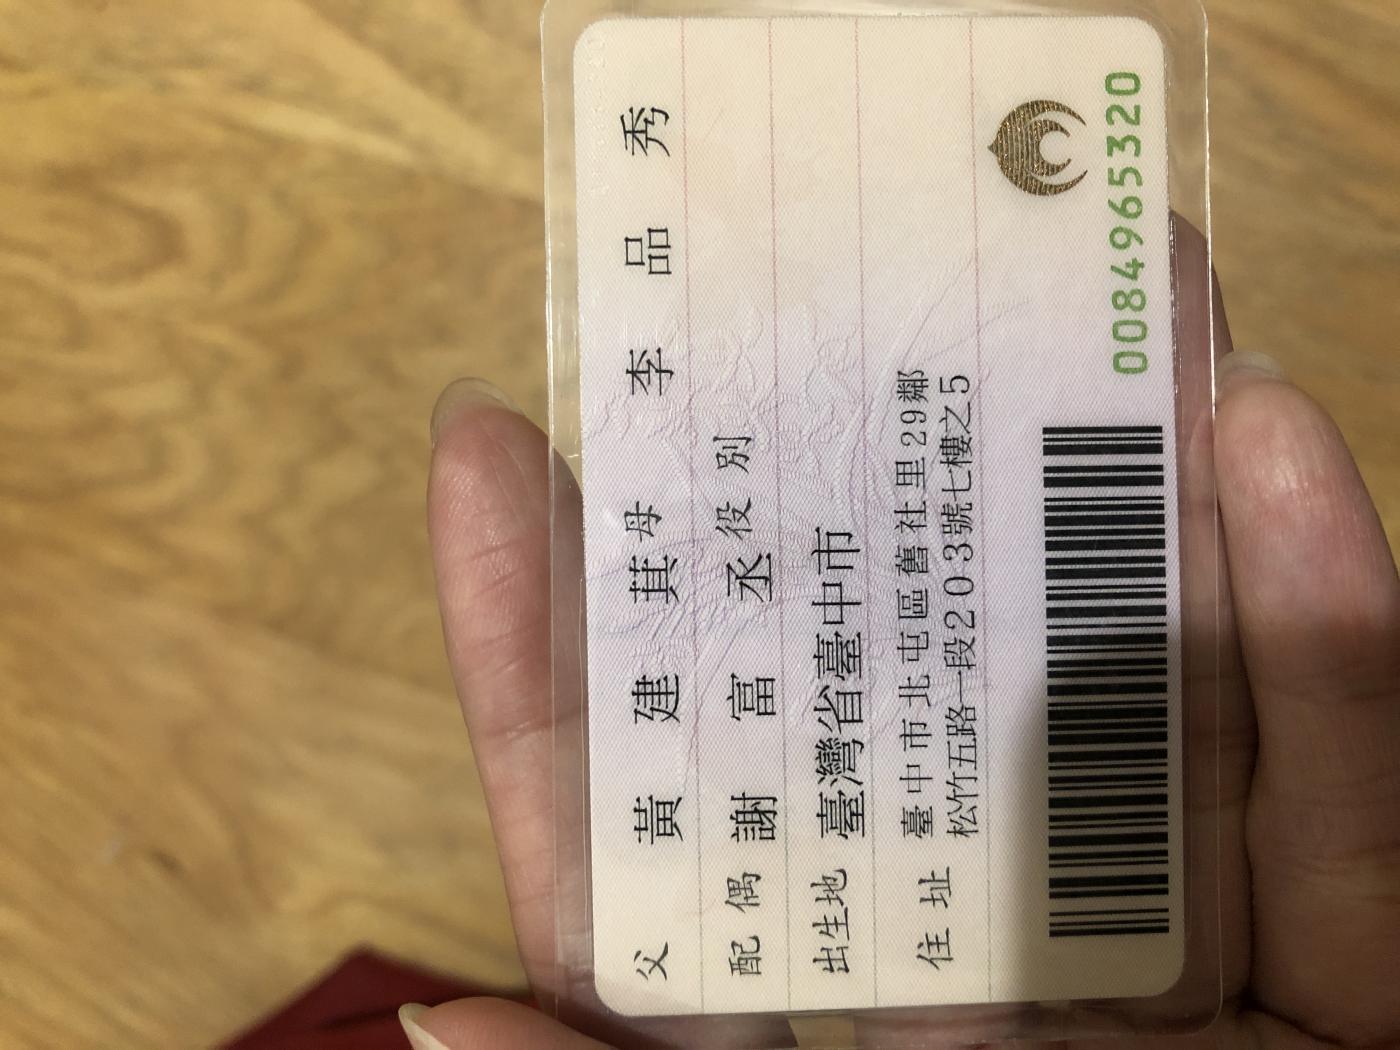 父 黃建萁 母 李品秀
配偶 謝富丞 役別
出生地 臺灣省臺中市
住址 臺中市北屯區舊社里29鄰
松竹五路一段203號七樓之5
0084965320